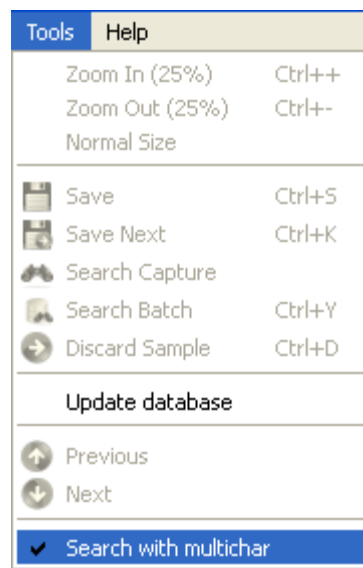 Tools Help
Zoom In (25%) Ctrl++
Zoom Out (25%) Ctrl+-
Normal Size
Save Ctrl+S
Save Next Ctrl+K
Search Capture
Search Batch Ctrl+Y
Discard Sample Ctrl+D
Update database
Previous
Next
Search with multichar